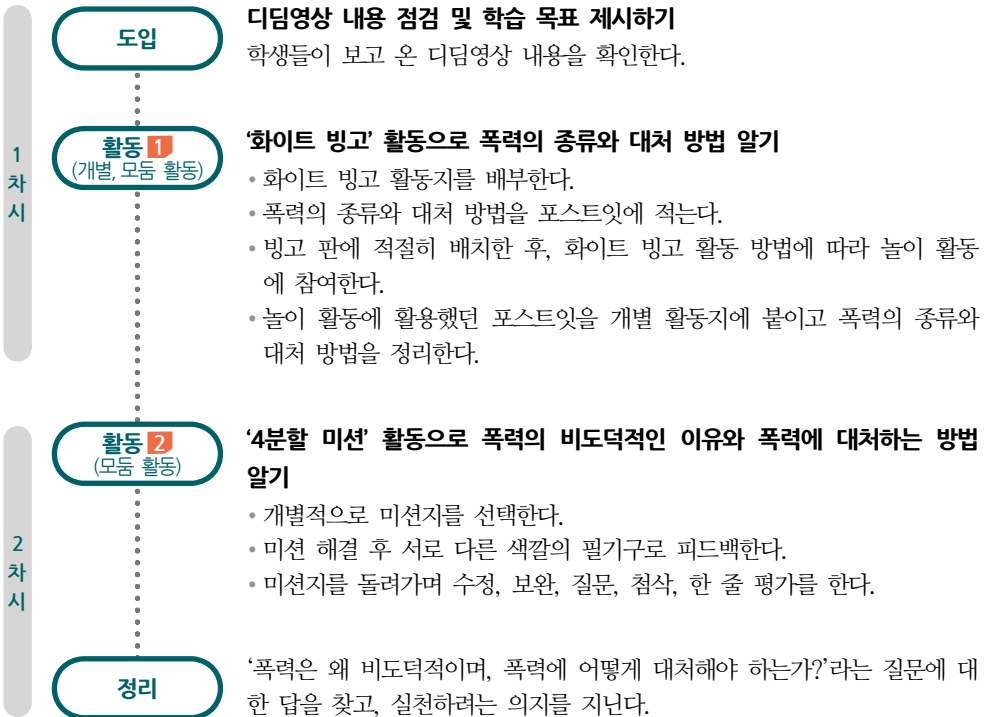 1
차
시
도입
디딤영상 내용 점검 및 학습 목표 제시하기
학생들이 보고 온 디딤영상 내용을 확인한다.
활동 1
(개별, 모둠 활동)
‘화이트 빙고’ 활동으로 폭력의 종류와 대처 방법 알기
• 화이트 빙고 활동지를 배부한다.
• 폭력의 종류와 대처 방법을 포스트잇에 적는다.
• 빙고 판에 적절히 배치한 후, 화이트 빙고 활동 방법에 따라 놀이 활동
에 참여한다.
• 놀이 활동에 활용했던 포스트잇을 개별 활동지에 붙이고 폭력의 종류와
대처 방법을 정리한다.
2
차
시
활동 2
(모둠 활동)
‘4분할 미션’ 활동으로 폭력의 비도덕적인 이유와 폭력에 대처하는 방법
알기
• 개별적으로 미션지를 선택한다.
• 미션 해결 후 서로 다른 색깔의 필기구로 피드백한다.
• 미션지를 돌려가며 수정, 보완, 질문, 첨삭, 한 줄 평가를 한다.
정리
‘폭력은 왜 비도덕적이며, 폭력에 어떻게 대처해야 하는가?’라는 질문에 대
한 답을 찾고, 실천하려는 의지를 지닌다.